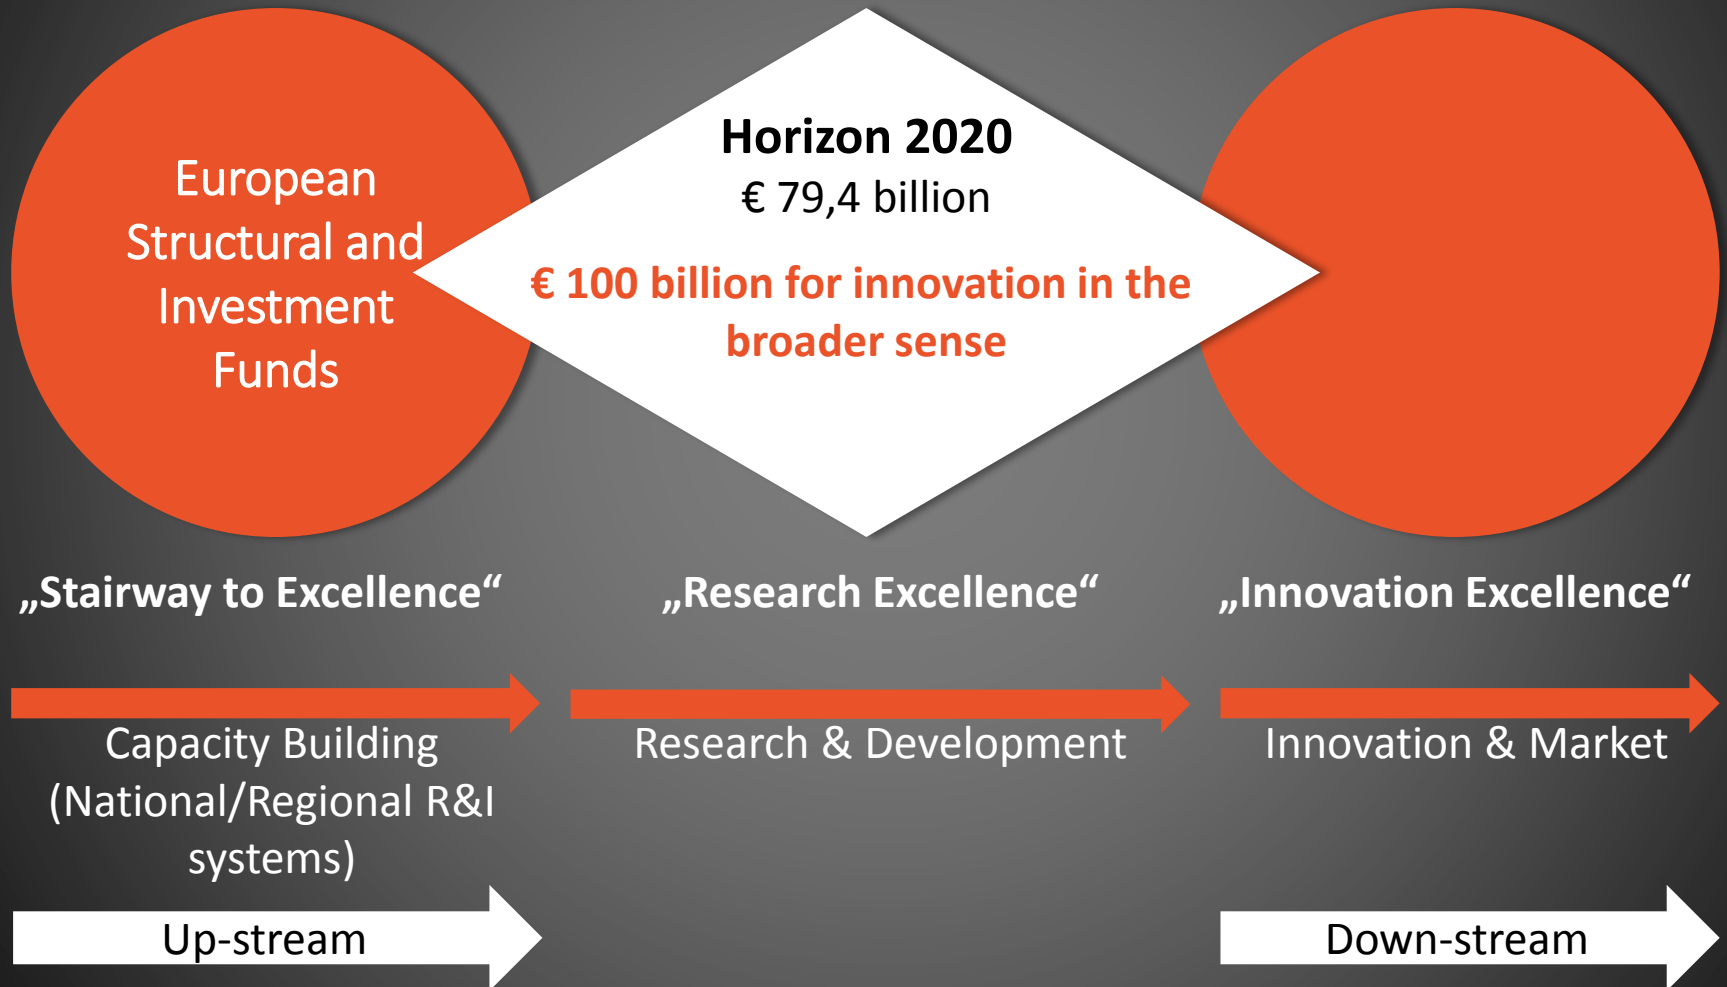 European
Structural and
Investment
Funds
Horizon 2020
€ 79,4 billion
€ 100 billion for innovation in the
broader sense
„Stairway to Excellence“
„Research Excellence“
„Innovation Excellence“
Capacity Building
(National/Regional R&I
systems)
Research & Development
Innovation & Market
Up-stream
Down-stream